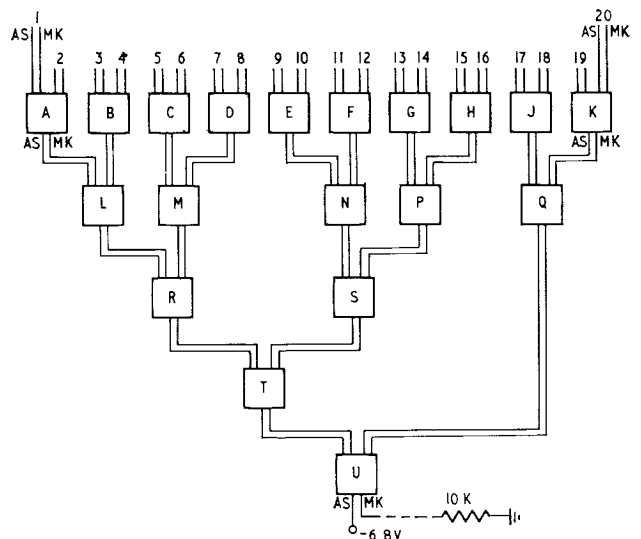 1 20
AS MK AS MK
2 3 4 5 6 7 8 9 10 11 12 13 14 15 16 17 18 19
A B C D E F G H J K
AS MK AS MK
L M N P Q
R S
T
U
AS MK 10 K
-6 8V